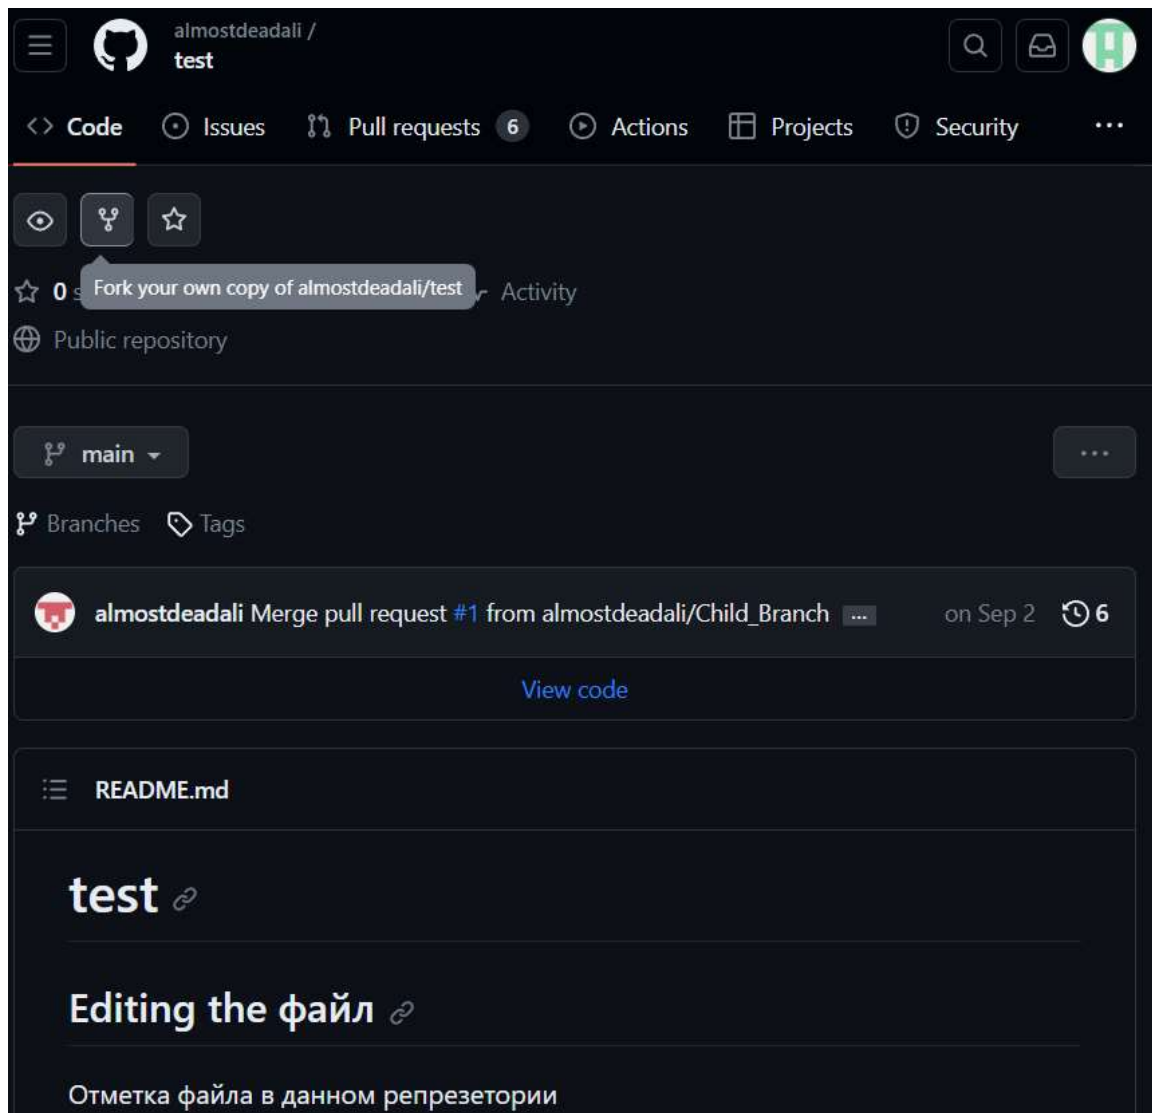 almostdeadali /
test
Code Issues Pull requests 6 Actions Projects Security ...
Fork your own copy of almostdeadali/test
0 Activity
Public repository
main
...
Branches Tags
almostdeadali Merge pull request #1 from almostdeadali/Child_Branch ... on Sep 2 6
View code
README.md
test
Editing the файл
Отметка файла в данном репрезетории